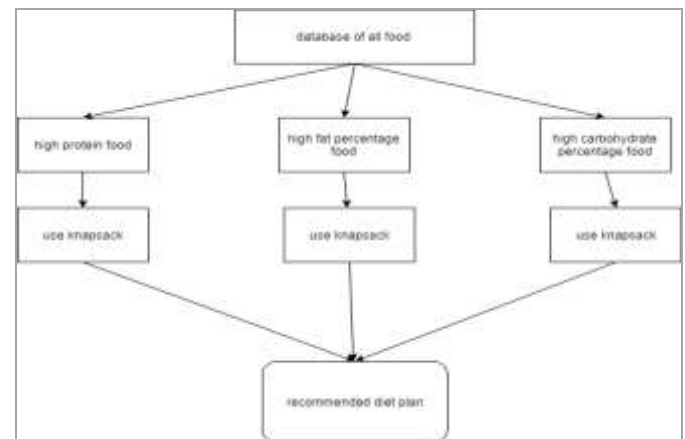 database of all food
high protein food
high fat percentage
food
high carbohydrate
percentage food
use knapsack
use knapsack
use knapsack
recommended diet plan